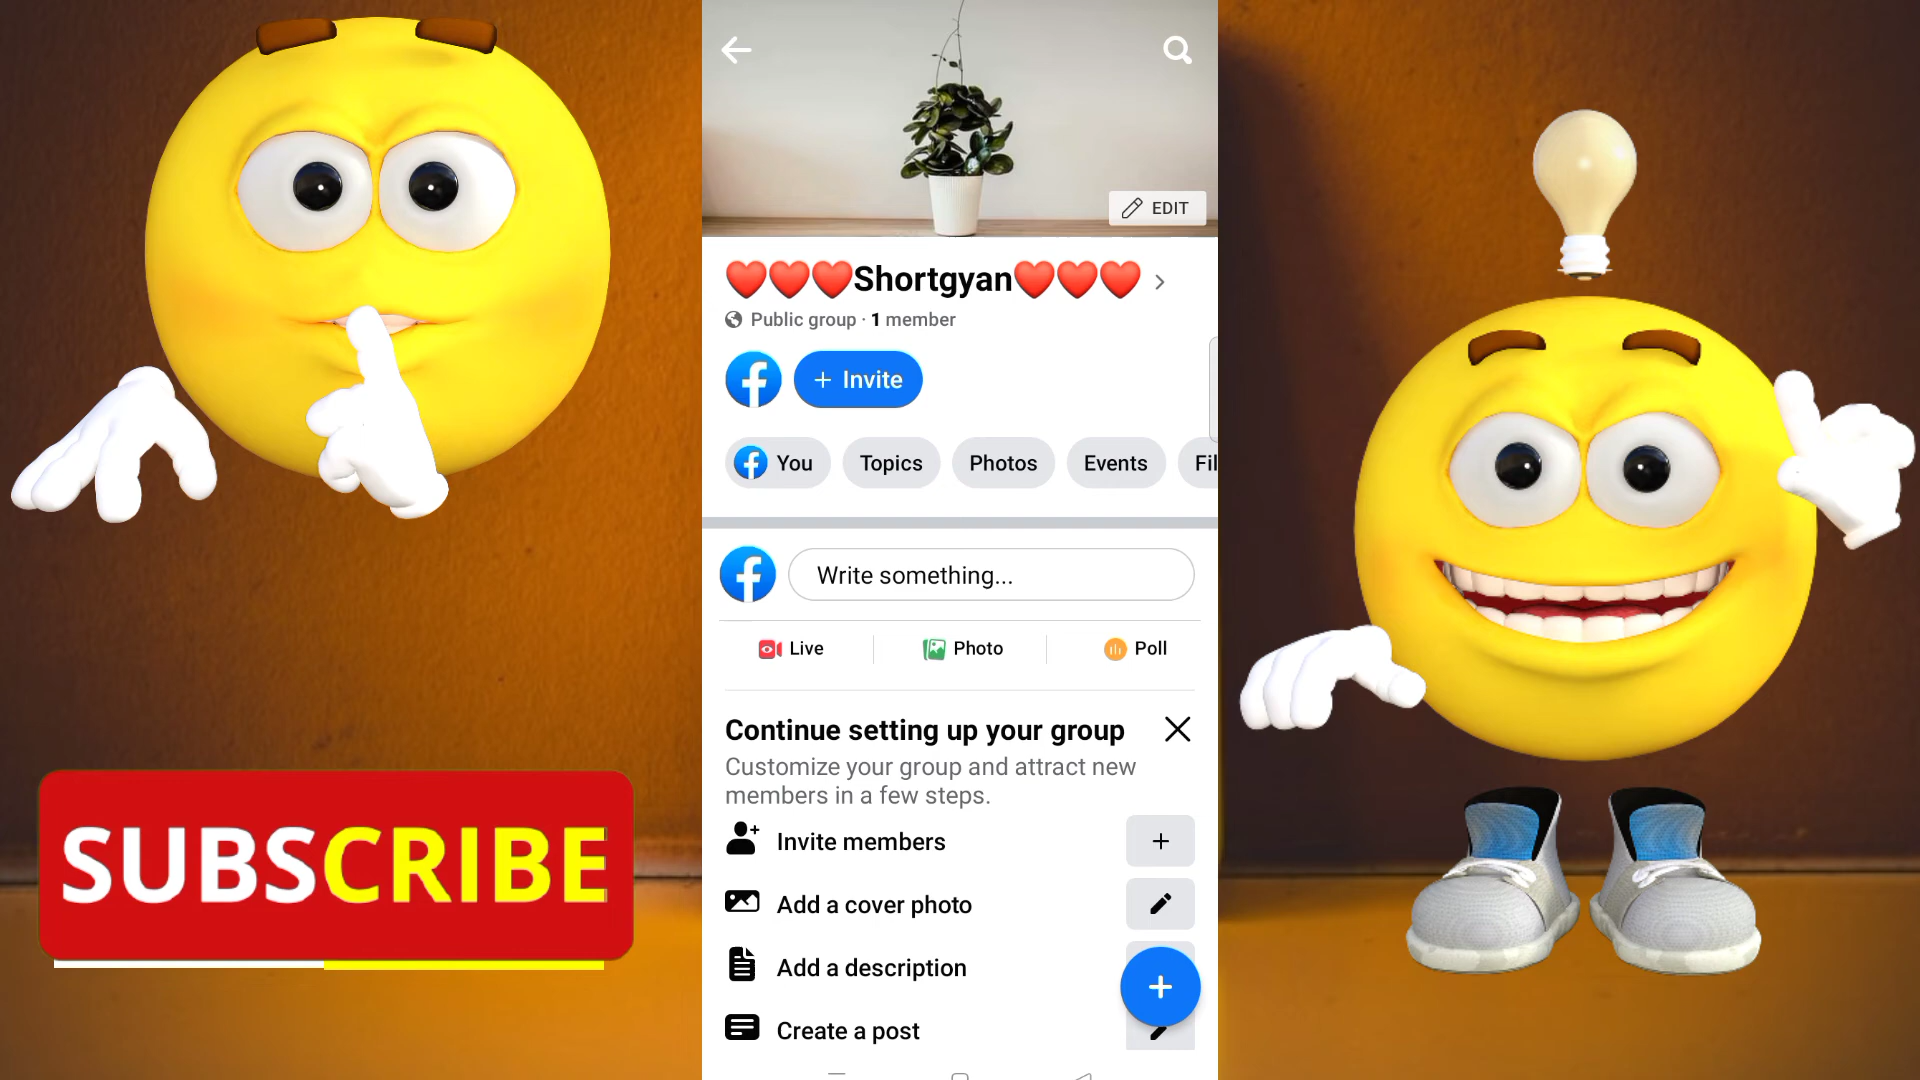 EDIT
❤️❤️❤️Shortgyan❤️❤️❤️
Public group · 1 member
+ Invite
You Topics Photos Events Fil
Write something...
Live Photo Poll
Continue setting up your group
Customize your group and attract new
members in a few steps.
Invite members
Add a cover photo
Add a description
Create a post
SUBSCRIBE